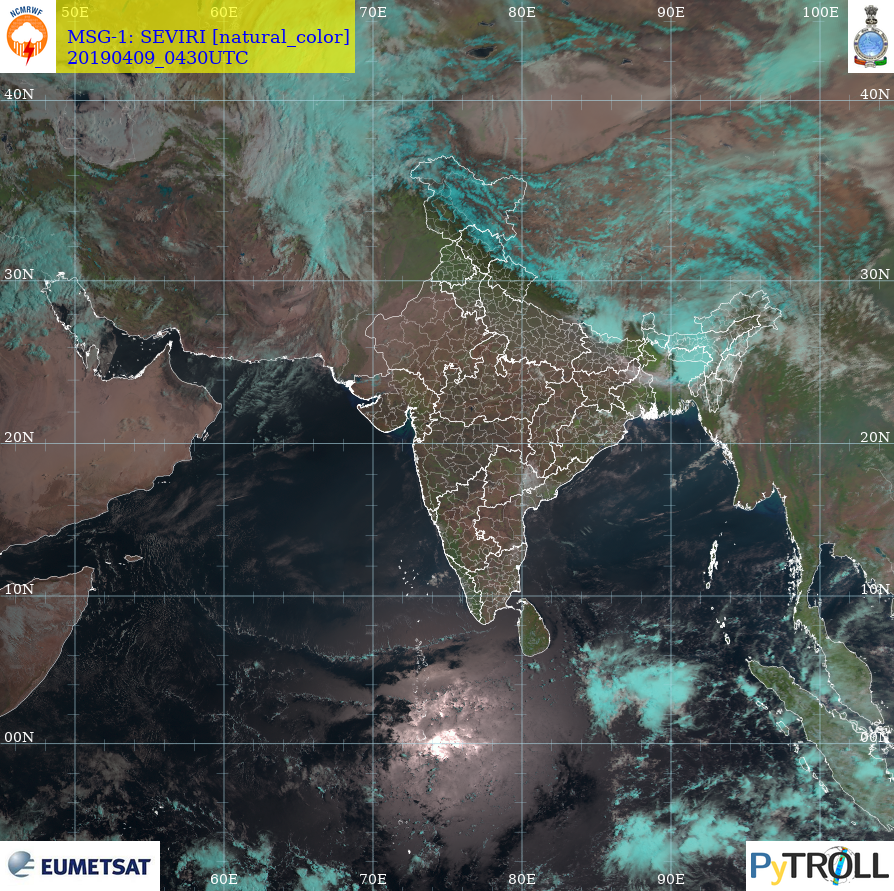 NCMRWF
50E 60E 70E 80E 90E 100E
MSG-1: SEVIRI [natural_color]
20190409_0430UTC
40N 40N
30N 30N
20N 20N
10N 10N
00N 00N
EUMETSAT
PyTROLL
60E 70E 80E 90E